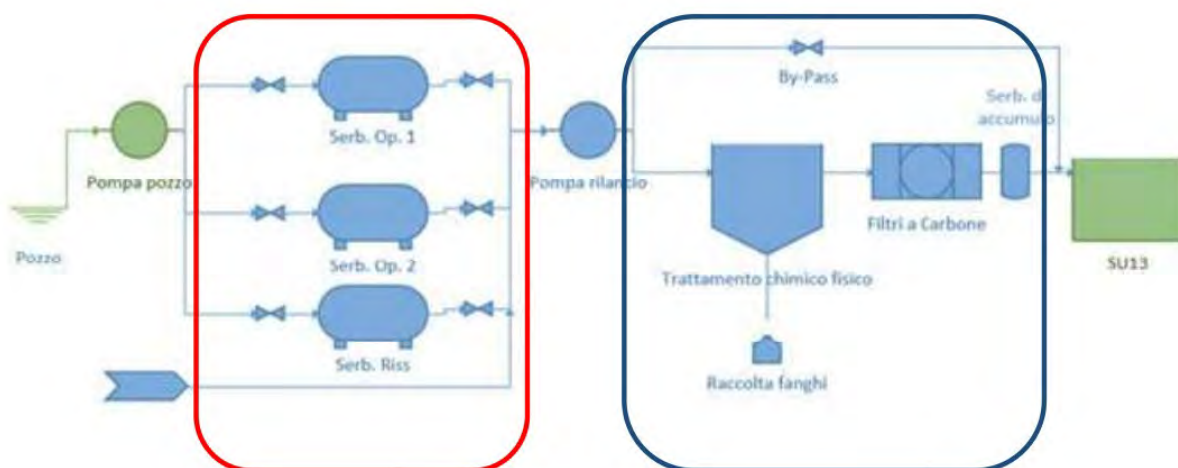 By-Pass
Serb. di
accumulo
Serb. Op. 1
Pompa pozzo
Pompa rilancio
Filtri a Carbone
Pozzo
Serb. Op. 2
SU13
Trattamento chimico fisico
Serb. Riss
Raccolta fanghi